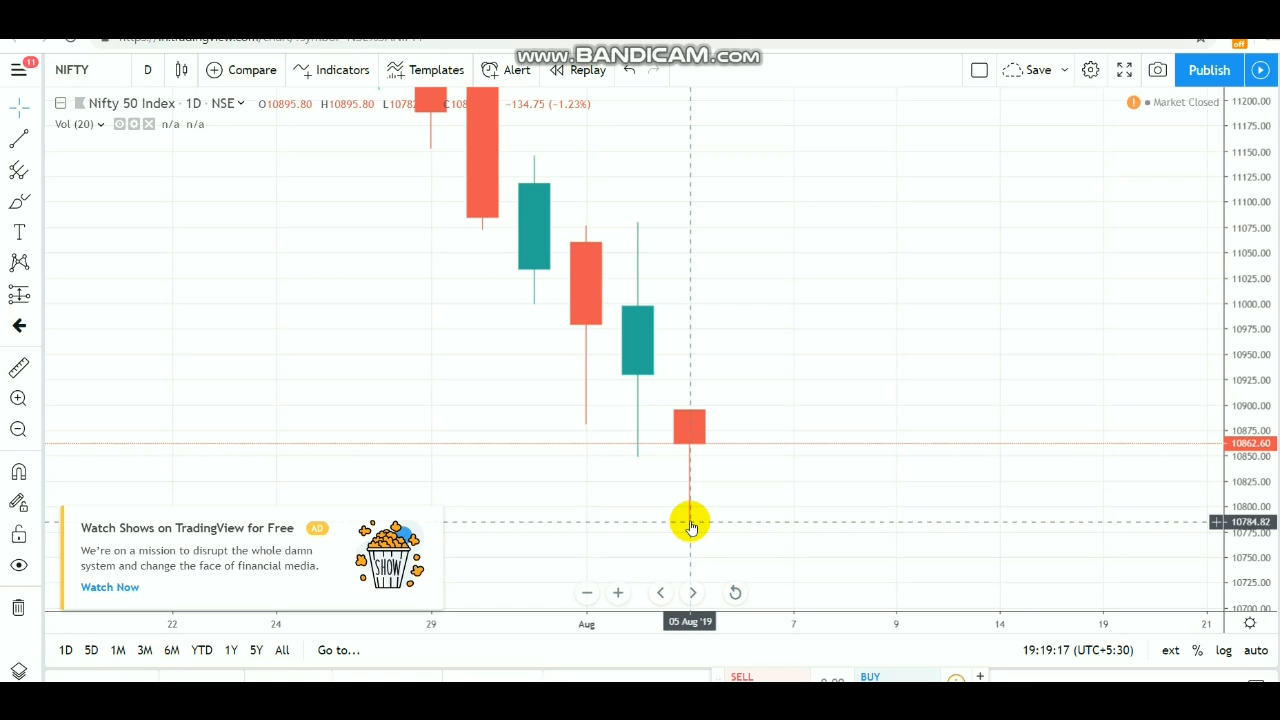 www.BANDICAM.com
off
11
NIFTY D Compare Indicators Templates Alert Replay Save Publish
Nifty 50 Index · 1D · NSE O10895.80 H10895.80 −134.75 (−1.23%)
Market Closed
Vol (20) n/a n/a
11200.00
11175.00
11150.00
11125.00
11100.00
11075.00
11050.00
11025.00
11000.00
10975.00
10950.00
10925.00
10900.00
10875.00
10862.60
10850.00
10825.00
10800.00
10784.82
10775.00
10750.00
10725.00
10700.00
Watch Shows on TradingView for Free AD
We're on a mission to disrupt the whole damn
system and change the face of financial media.
Watch Now
SHOW
22 24 29 Aug 05 Aug '19 7 9 14 19 21
1D 5D 1M 3M 6M YTD 1Y 5Y All Go to... 19:19:17 (UTC+5:30) ext % log auto
SELL BUY